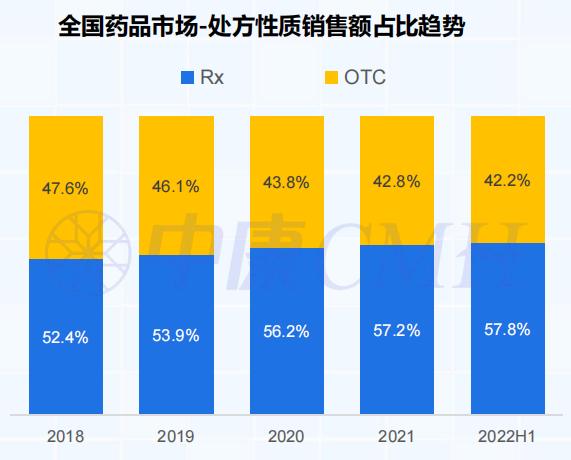 全国药品市场-处方性质销售额占比趋势
Rx OTC
47.6% 46.1% 43.8% 42.8% 42.2%
中康CMH
52.4% 53.9% 56.2% 57.2% 57.8%
2018 2019 2020 2021 2022H1